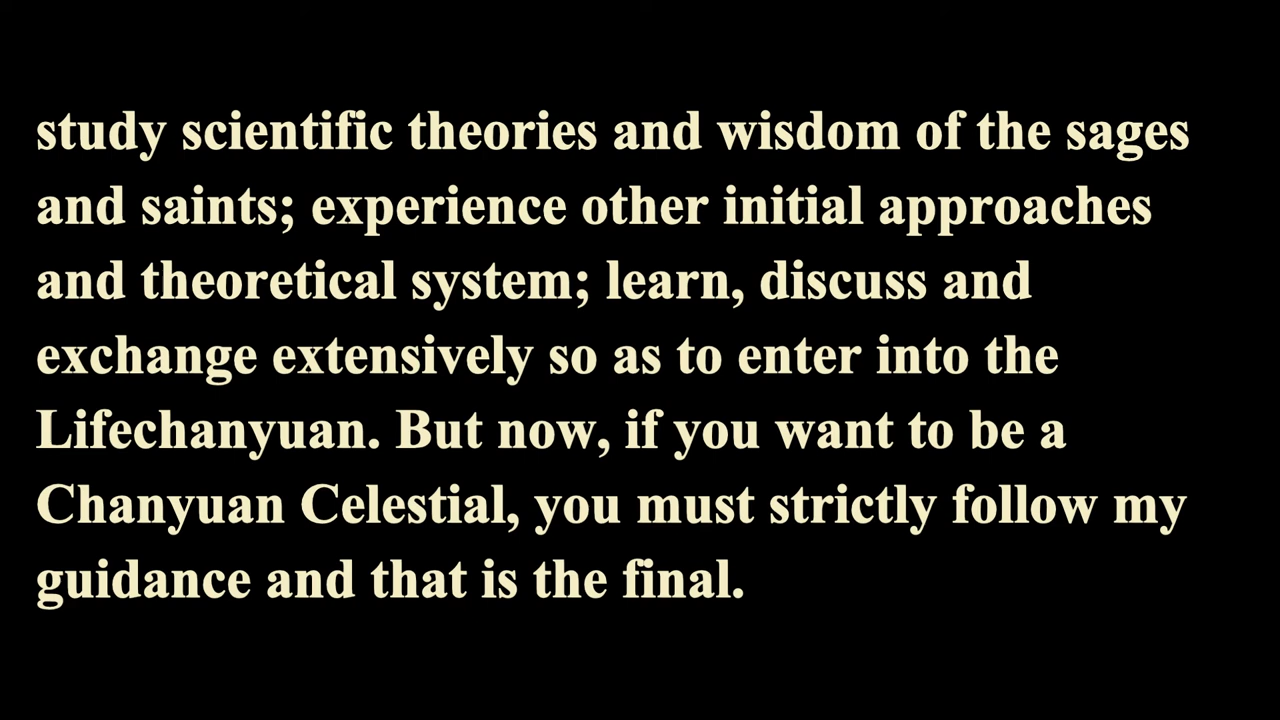 study scientific theories and wisdom of the sages
and saints; experience other initial approaches
and theoretical system; learn, discuss and
exchange extensively so as to enter into the
Lifechanyuan. But now, if you want to be a
Chanyuan Celestial, you must strictly follow my
guidance and that is the final.